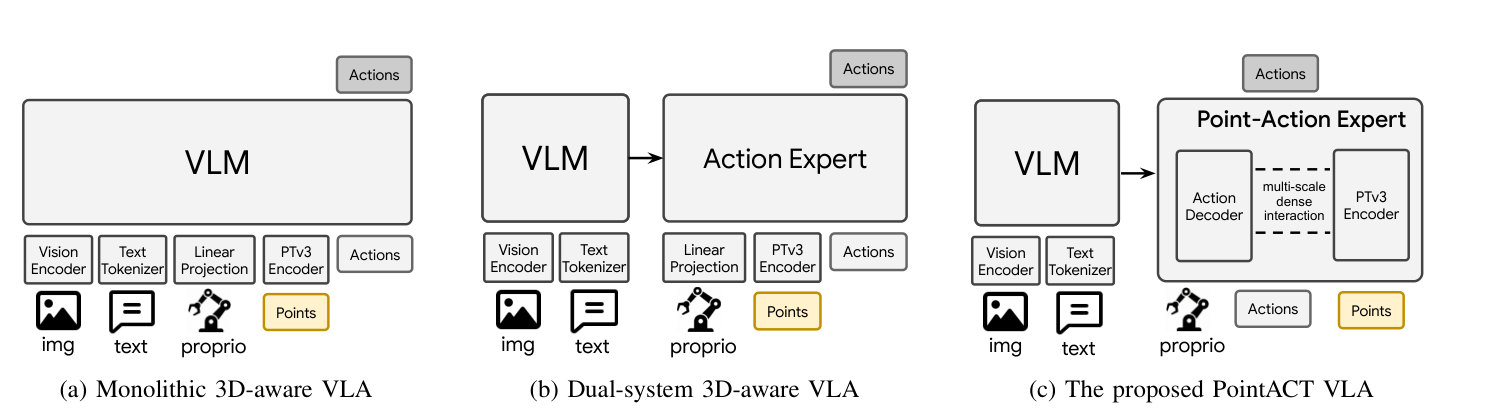 Actions
VLM
Vision
Encoder
Text
Tokenizer
Linear
Projection
PTv3
Encoder
Actions
Points
img
text
proprio
(a) Monolithic 3D-aware VLA
Actions
VLM
Action Expert
Vision
Encoder
Text
Tokenizer
Linear
Projection
PTv3
Encoder
Actions
Points
img
text
proprio
(b) Dual-system 3D-aware VLA
Actions
VLM
Point-Action Expert
Action
Decoder
multi-scale
dense
interaction
PTv3
Encoder
Vision
Encoder
Text
Tokenizer
Actions
Points
img
text
proprio
(c) The proposed PointACT VLA